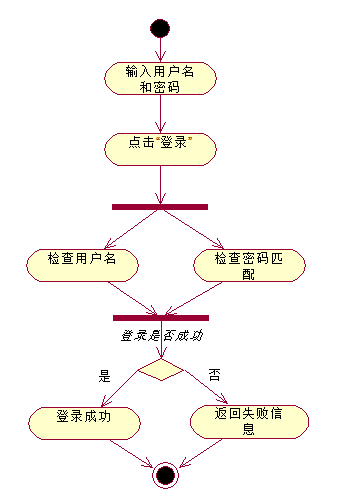 输入用户名
和密码
点击“登录”
检查用户名
检查密码匹
配
登录是否成功
是
否
登录成功
返回失败信
息